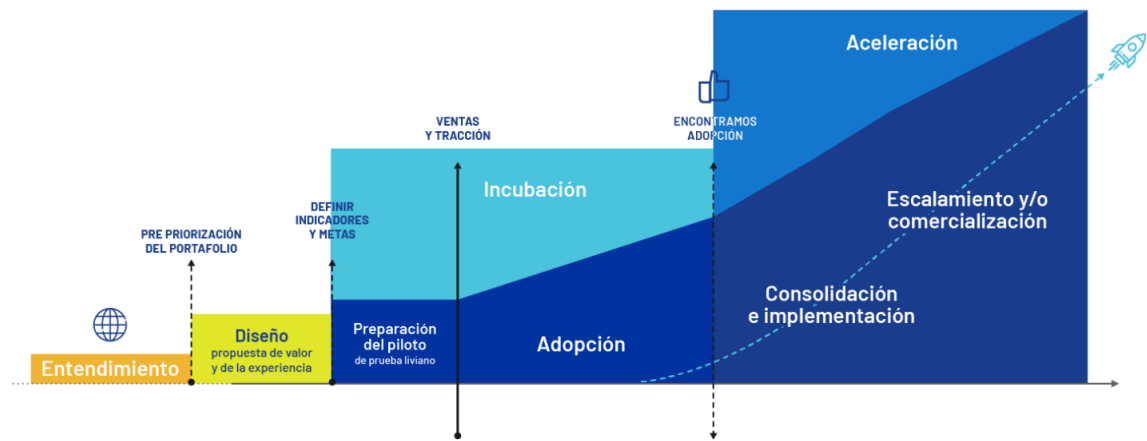 Entendimiento
PRE PRIORIZACIÓN
DEL PORTAFOLIO
Diseño
propuesta de valor
y de la experiencia
DEFINIR
INDICADORES
Y METAS
Preparación
del piloto
de prueba liviano
VENTAS
Y TRACCIÓN
Incubación
Adopción
ENCONTRAMOS
ADOPCIÓN
Aceleración
Escalamiento y/o
comercialización
Consolidación
e implementación